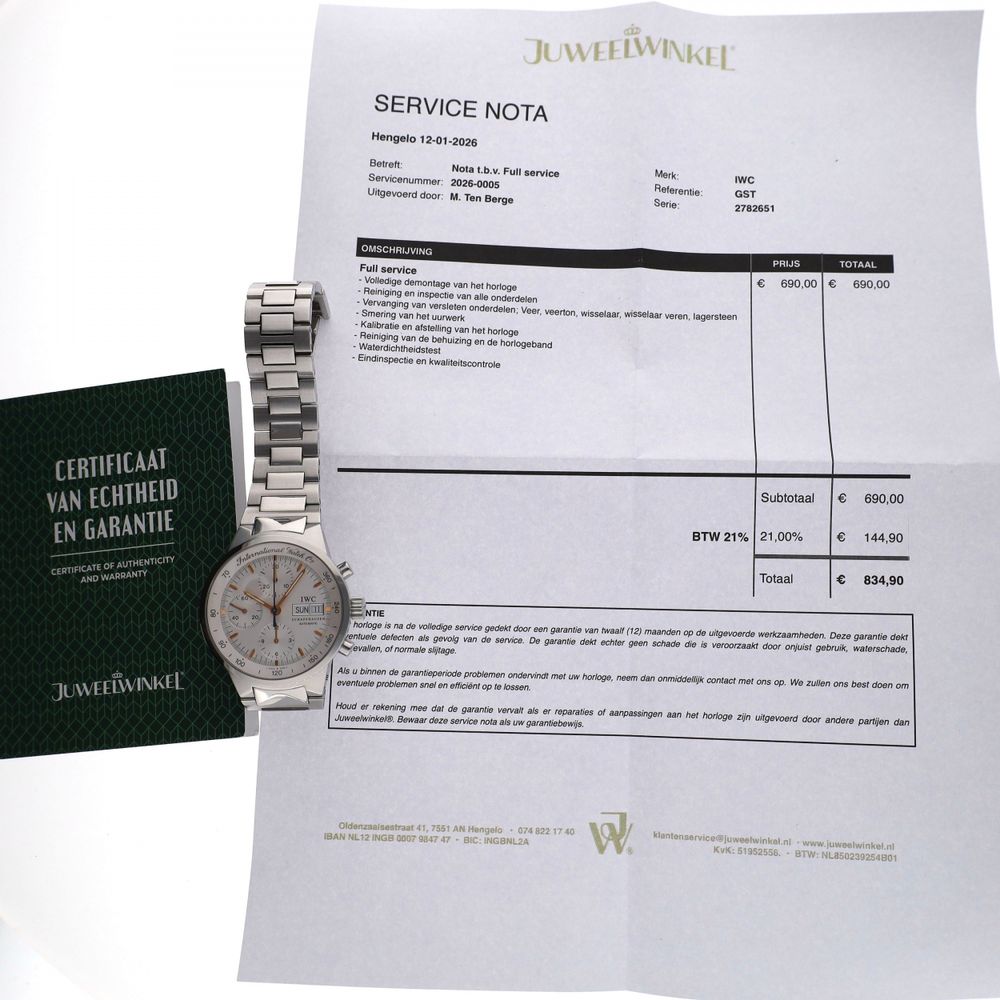 JUWEELWINKEL®
SERVICE NOTA
Hengelo 12-01-2026
Betreft: Nota t.b.v. Full service
Servicenummer: 2026-0005
Uitgevoerd door: M. Ten Berge
Merk: IWC
Referentie: GST
Serie: 2782651
OMSCHRIJVING PRIJS TOTAAL
Full service € 690,00 € 690,00
- Volledige demontage van het horloge
- Reiniging en inspectie van alle onderdelen
- Vervanging van versleten onderdelen; Veer, veerton, wisselaar, wisselaar veren, lagersteen
- Smering van het uurwerk
- Kalibratie en afstelling van het horloge
- Reiniging van de behuizing en de horlogeband
- Waterdichtheidstest
- Eindinspectie en kwaliteitscontrole
Subtotaal € 690,00
BTW 21% 21,00% € 144,90
Totaal € 834,90
NTIE
horloge is na de volledige service gedekt door een garantie van twaalf (12) maanden op de uitgevoerde werkzaamheden. Deze garantie dekt
entuele defecten als gevolg van de service. De garantie dekt echter geen schade die is veroorzaakt door onjuist gebruik, waterschade,
evallen, of normale slijtage.
Als u binnen de garantieperiode problemen ondervindt met uw horloge, neem dan onmiddellijk contact met ons op. We zullen ons best doen om
eventuele problemen snel en efficiënt op te lossen.
Houd er rekening mee dat de garantie vervalt als er reparaties of aanpassingen aan het horloge zijn uitgevoerd door andere partijen dan
Juweelwinkel®. Bewaar deze service nota als uw garantiebewijs.
Oldenzaalsestraat 41, 7551 AN Hengelo · 074 822 17 40
IBAN NL12 INGB 0007 9847 47 · BIC: INGBNL2A
JW®
klantenservice@juweelwinkel.nl · www.juweelwinkel.nl
KvK: 51952556. · BTW: NL850239254B01
CERTIFICAAT
VAN ECHTHEID
EN GARANTIE
CERTIFICATE OF AUTHENTICITY
AND WARRANTY
JUWEELWINKEL®
International Watch Co
IWC
SCHAFFHAUSEN
AUTOMATIC
SUN 11